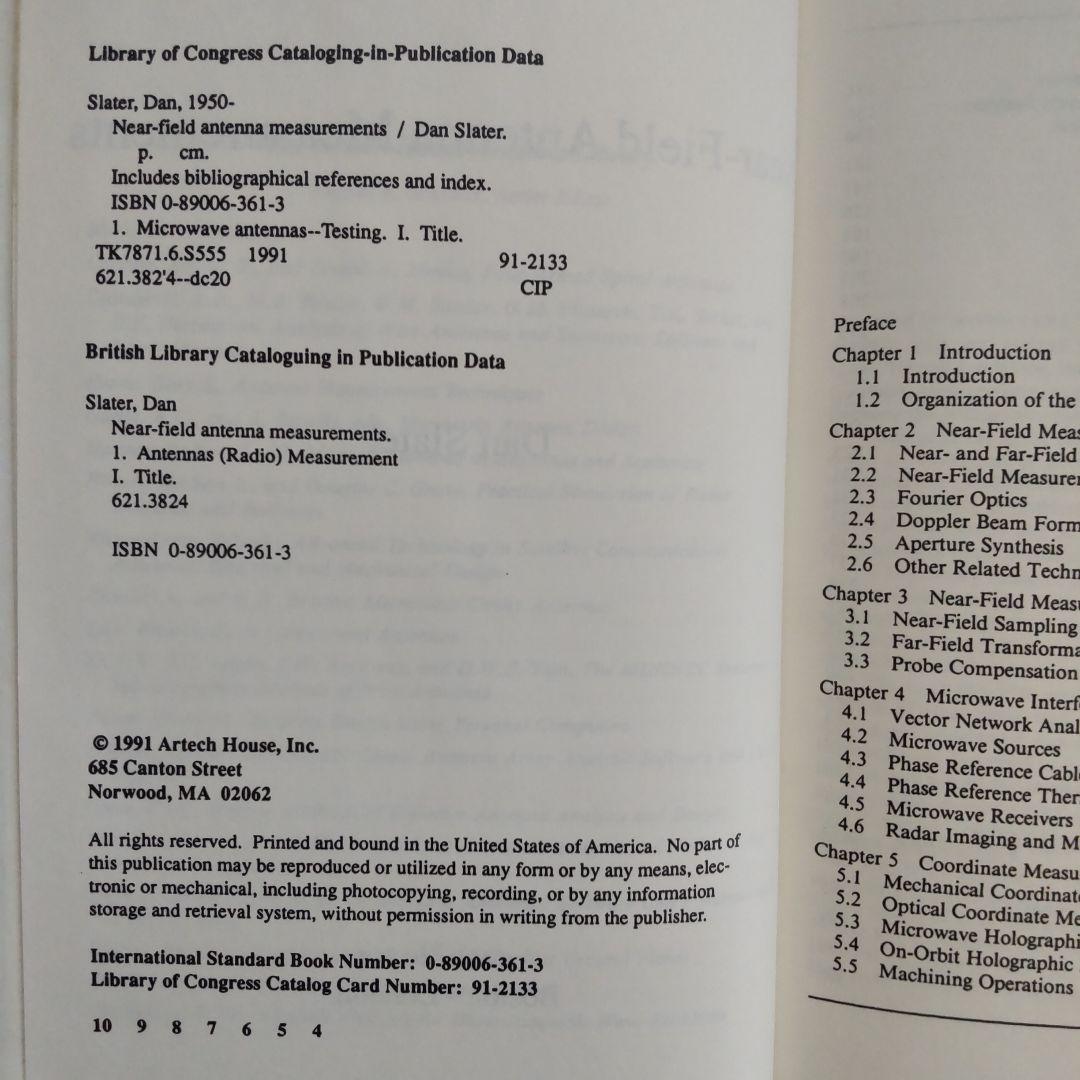 Library of Congress Cataloging-in-Publication Data
Slater, Dan, 1950-
Near-field antenna measurements / Dan Slater.
p. cm.
Includes bibliographical references and index.
ISBN 0-89006-361-3
1. Microwave antennas--Testing. I. Title.
TK7871.6.S555 1991 91-2133
621.382'4--dc20 CIP
British Library Cataloguing in Publication Data
Slater, Dan
Near-field antenna measurements.
1. Antennas (Radio) Measurement
I. Title.
621.3824
ISBN 0-89006-361-3
© 1991 Artech House, Inc.
685 Canton Street
Norwood, MA 02062
All rights reserved. Printed and bound in the United States of America. No part of
this publication may be reproduced or utilized in any form or by any means, elec-
tronic or mechanical, including photocopying, recording, or by any information
storage and retrieval system, without permission in writing from the publisher.
International Standard Book Number: 0-89006-361-3
Library of Congress Catalog Card Number: 91-2133
10 9 8 7 6 5 4
Preface
Chapter 1 Introduction
1.1 Introduction
1.2 Organization of the
Chapter 2 Near-Field Meas
2.1 Near- and Far-Field
2.2 Near-Field Measurem
2.3 Fourier Optics
2.4 Doppler Beam Form
2.5 Aperture Synthesis
2.6 Other Related Techn
Chapter 3 Near-Field Measu
3.1 Near-Field Sampling
3.2 Far-Field Transforma
3.3 Probe Compensation
Chapter 4 Microwave Interfe
4.1 Vector Network Anal
4.2 Microwave Sources
4.3 Phase Reference Cable
4.4 Phase Reference Ther
4.5 Microwave Receivers
4.6 Radar Imaging and M
Chapter 5 Coordinate Measu
5.1 Mechanical Coordinate
5.2 Optical Coordinate Me
5.3 Microwave Holographi
5.4 On-Orbit Holographic
5.5 Machining Operations